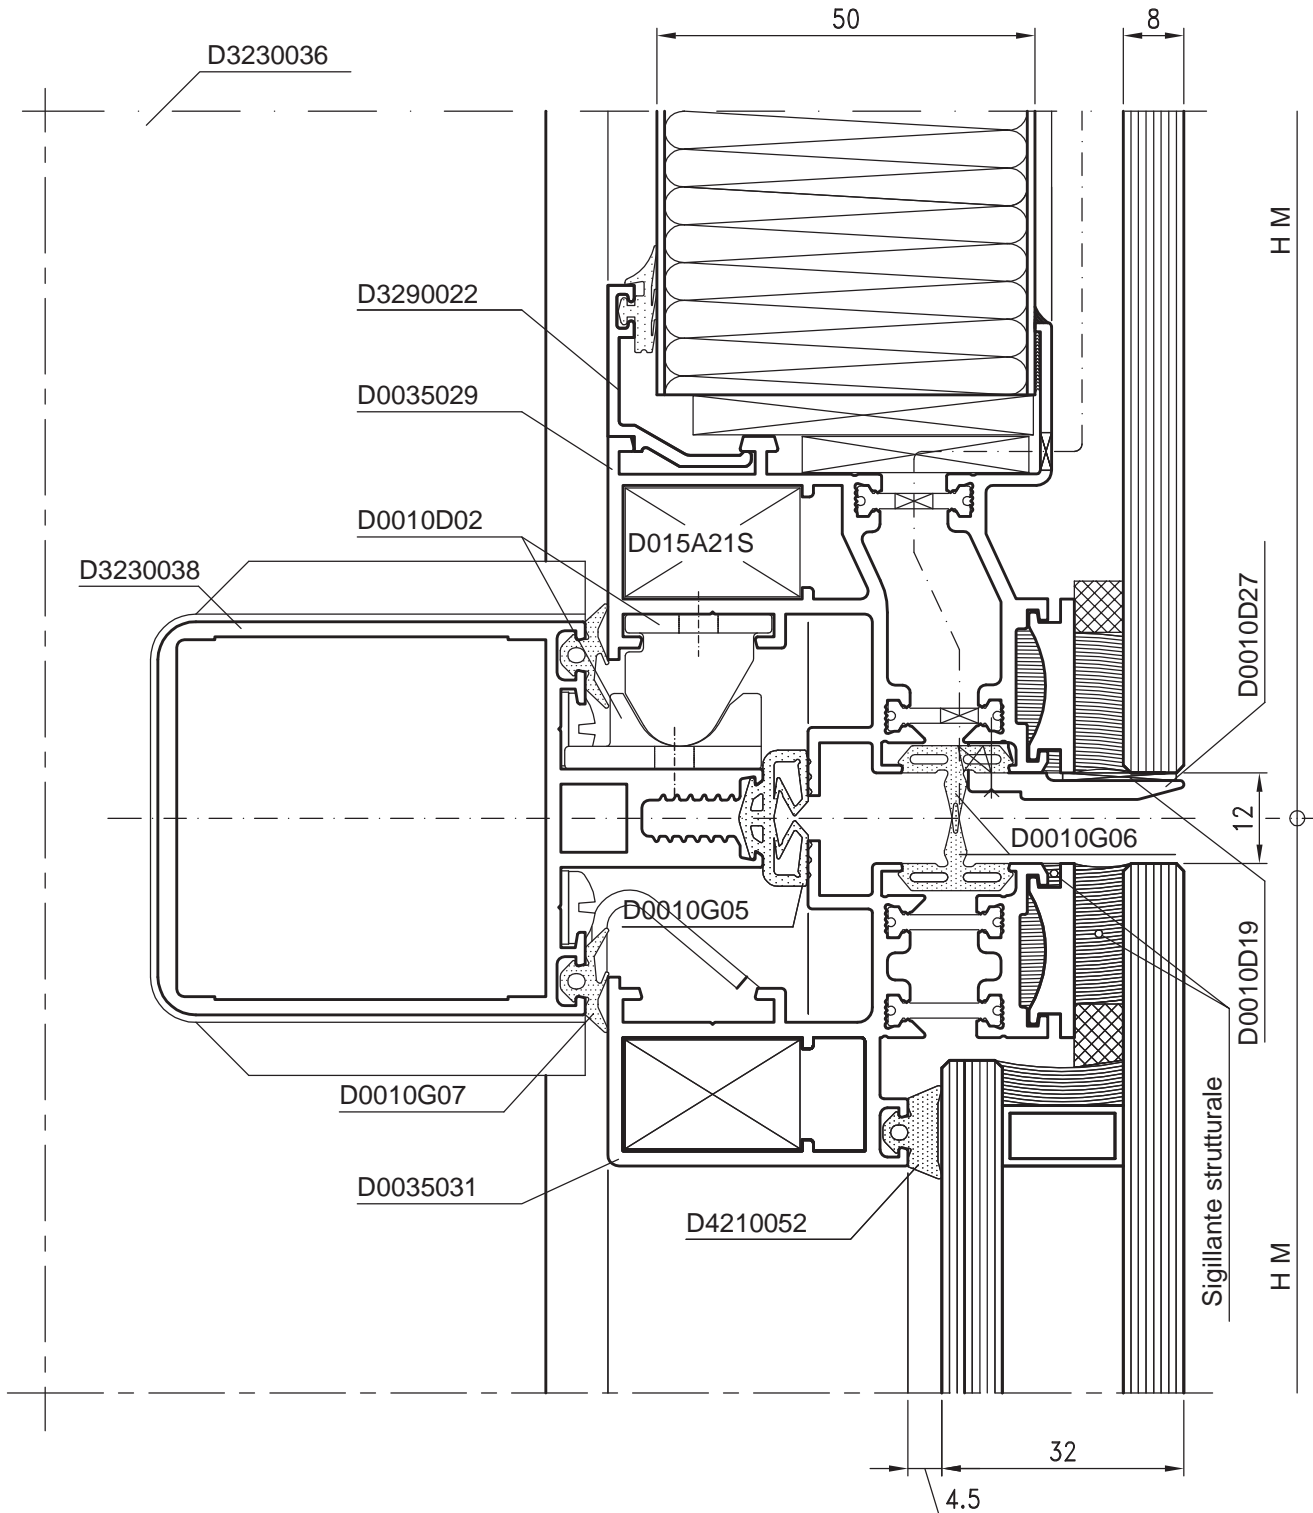 50
8
D3230036
H M
D3290022
D0035029
D0010D02
D015A21S
D3230038
D0010D27
12
D0010G06
D0010G05
D0010D19
D0010G07
Sigillante strutturale
D0035031
D4210052
H M
32
4.5